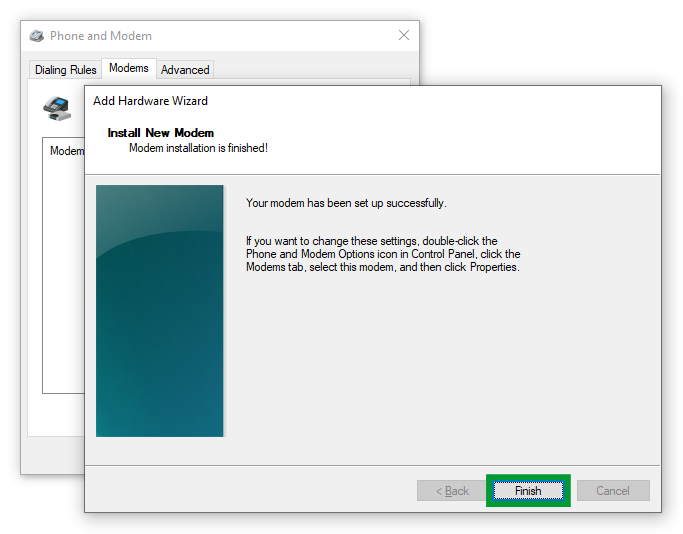 Phone and Modem
Dialing Rules Modems Advanced
Modem
Add Hardware Wizard
Install New Modem
Modem installation is finished!
Your modem has been set up successfully.
If you want to change these settings, double-click the
Phone and Modem Options icon in Control Panel, click the
Modems tab, select this modem, and then click Properties.
< Back Finish Cancel